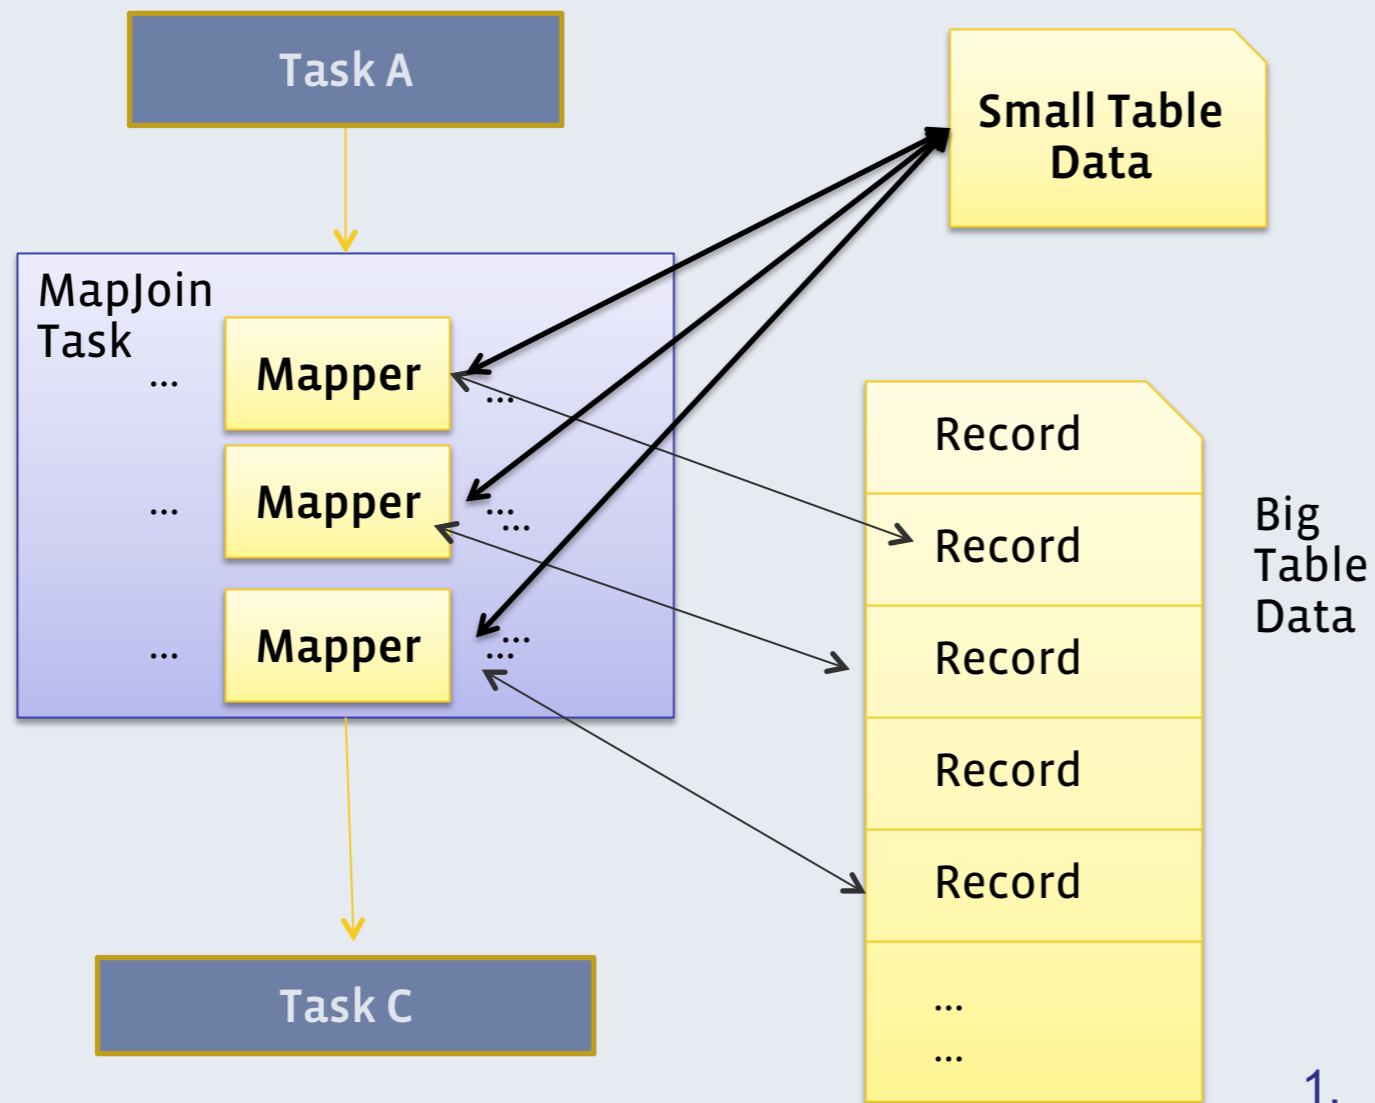 Task A
Small Table
Data
MapJoin
Task
... Mapper ...
... Mapper ...
...
... Mapper ...
...
Record
Record
Record
Record
Record
...
...
Big
Table
Data
Task C
1.